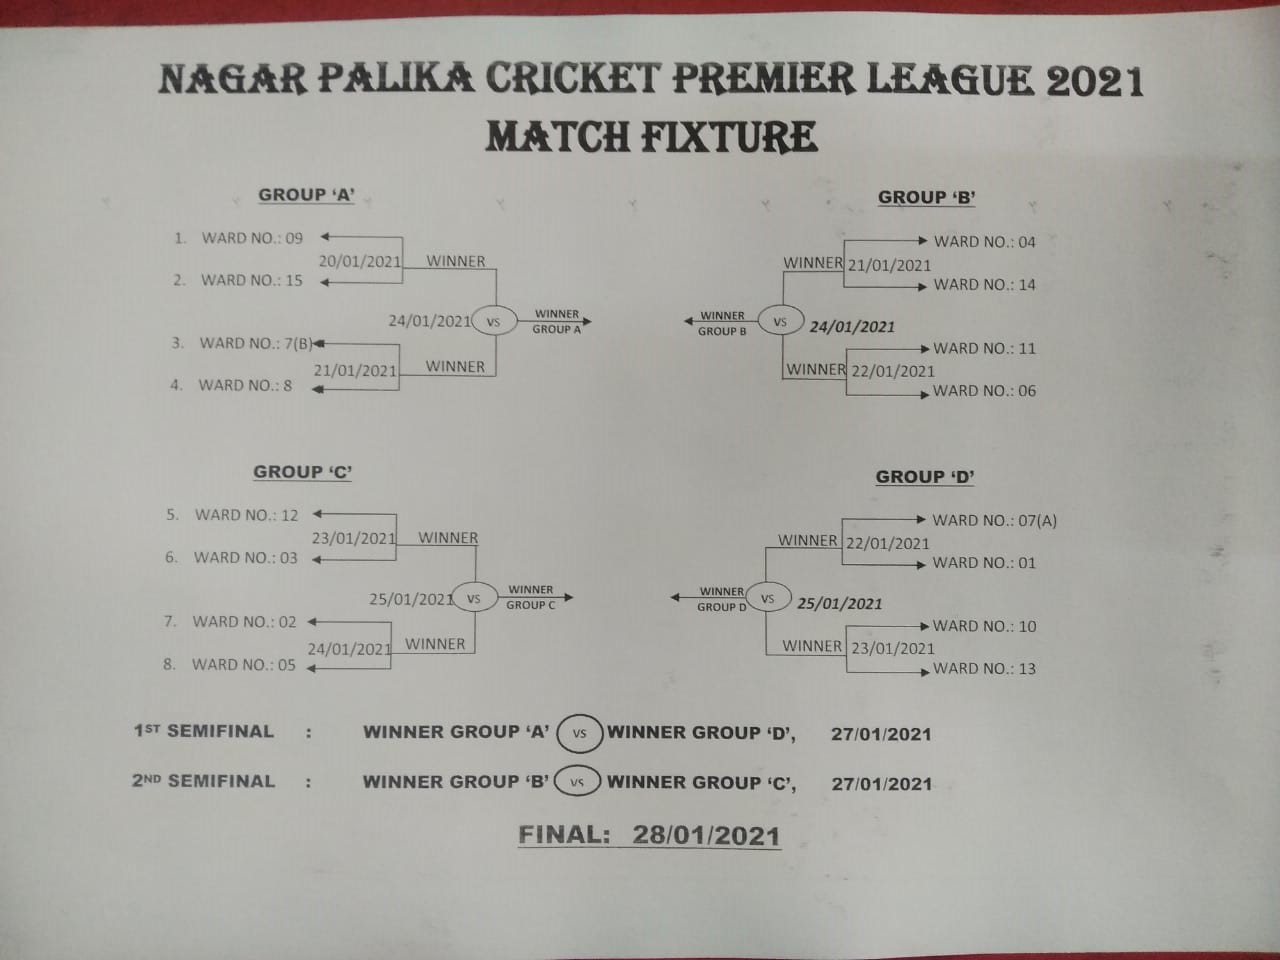 NAGAR PALIKA CRICKET PREMIER LEAGUE 2021
MATCH FIXTURE
GROUP ‘A’
1. WARD NO.: 09
20/01/2021 WINNER
2. WARD NO.: 15
24/01/2021 VS WINNER
GROUP A
3. WARD NO.: 7(B)
21/01/2021 WINNER
4. WARD NO.: 8
GROUP ‘B’
WARD NO.: 04
WINNER 21/01/2021
WARD NO.: 14
WINNER
GROUP B VS 24/01/2021
WARD NO.: 11
WINNER 22/01/2021
WARD NO.: 06
GROUP ‘C’
5. WARD NO.: 12
23/01/2021 WINNER
6. WARD NO.: 03
25/01/2021 VS WINNER
GROUP C
7. WARD NO.: 02
24/01/2021 WINNER
8. WARD NO.: 05
GROUP ‘D’
WARD NO.: 07(A)
WINNER 22/01/2021
WARD NO.: 01
WINNER
GROUP D VS 25/01/2021
WARD NO.: 10
WINNER 23/01/2021
WARD NO.: 13
1ST SEMIFINAL : WINNER GROUP ‘A’ VS WINNER GROUP ‘D’, 27/01/2021
2ND SEMIFINAL : WINNER GROUP ‘B’ VS WINNER GROUP ‘C’, 27/01/2021
FINAL: 28/01/2021